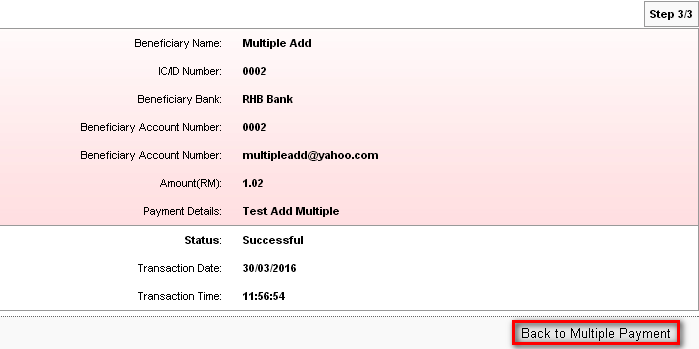 Step 3/3
Beneficiary Name: Multiple Add
IC/ID Number: 0002
Beneficiary Bank: RHB Bank
Beneficiary Account Number: 0002
Beneficiary Account Number: multipleadd@yahoo.com
Amount(RM): 1.02
Payment Details: Test Add Multiple
Status: Successful
Transaction Date: 30/03/2016
Transaction Time: 11:56:54
Back to Multiple Payment